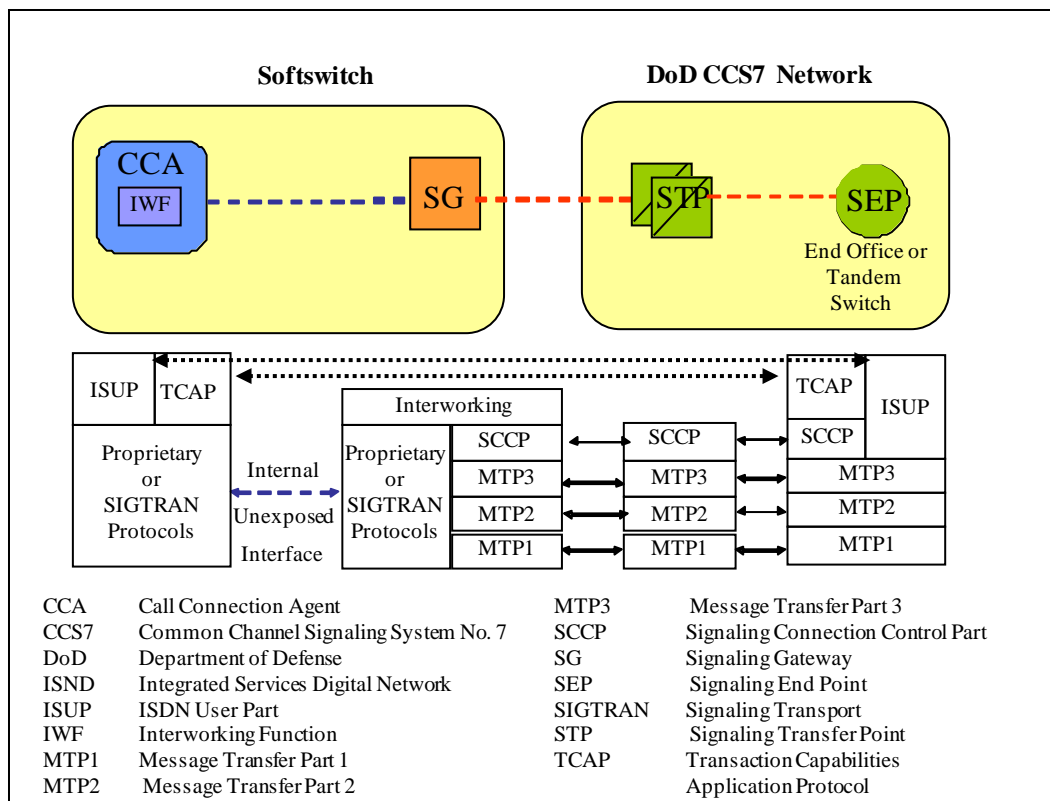 Softswitch
DoD CCS7 Network
CCA
IWF
SG
STP
SEP
End Office or
Tandem
Switch
ISUP
TCAP
Proprietary
or
SIGTRAN
Protocols
Internal
Unexposed
Interface
Interworking
Proprietary
or
SIGTRAN
Protocols
SCCP
MTP3
MTP2
MTP1
SCCP
MTP3
MTP2
MTP1
TCAP
ISUP
SCCP
MTP3
MTP2
MTP1
CCA Call Connection Agent
CCS7 Common Channel Signaling System No. 7
DoD Department of Defense
ISND Integrated Services Digital Network
ISUP ISDN User Part
IWF Interworking Function
MTP1 Message Transfer Part 1
MTP2 Message Transfer Part 2
MTP3 Message Transfer Part 3
SCCP Signaling Connection Control Part
SG Signaling Gateway
SEP Signaling End Point
SIGTRAN Signaling Transport
STP Signaling Transfer Point
TCAP Transaction Capabilities
Application Protocol